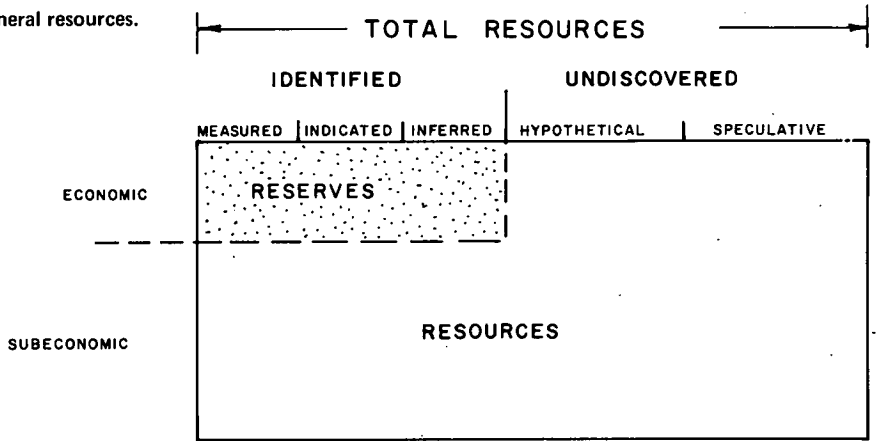 neral resources.
TOTAL RESOURCES
IDENTIFIED UNDISCOVERED
MEASURED INDICATED INFERRED HYPOTHETICAL SPECULATIVE
ECONOMIC RESERVES
SUBECONOMIC RESOURCES